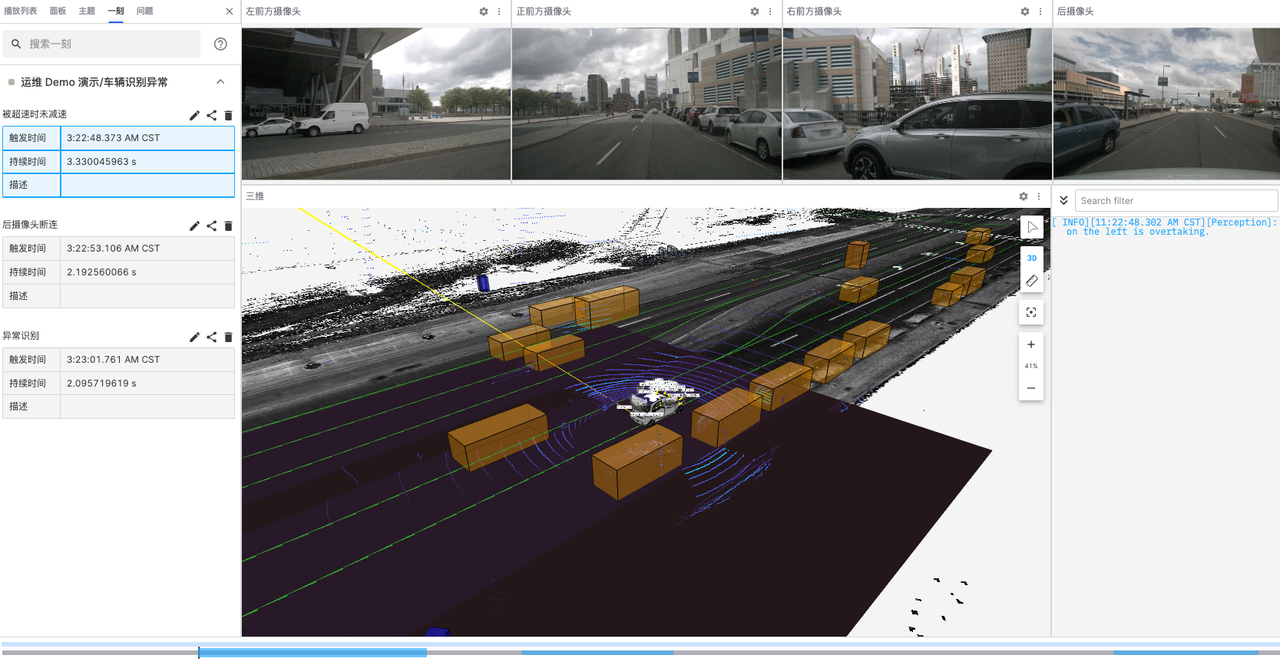 播放列表 面板 主题 一刻 问题
左前方摄像头
正前方摄像头
右前方摄像头
后摄像头
搜索一刻
运维 Demo 演示/车辆识别异常
被超速时未减速
触发时间 3:22:48.373 AM CST
持续时间 3.330045963 s
描述
后摄像头断连
触发时间 3:22:53.106 AM CST
持续时间 2.192560066 s
描述
异常识别
触发时间 3:23:01.761 AM CST
持续时间 2.095719619 s
描述
三维
3D
41%
Search filter
[ INFO][11:22:48.302 AM CST][Perception]:
on the left is overtaking.